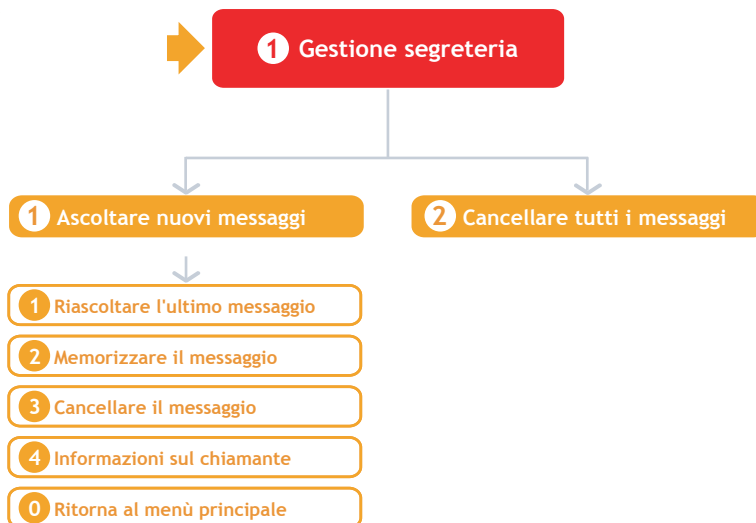 1 Gestione segreteria
1 Ascoltare nuovi messaggi
2 Cancellare tutti i messaggi
1 Riascoltare l'ultimo messaggio
2 Memorizzare il messaggio
3 Cancellare il messaggio
4 Informazioni sul chiamante
0 Ritorna al menù principale